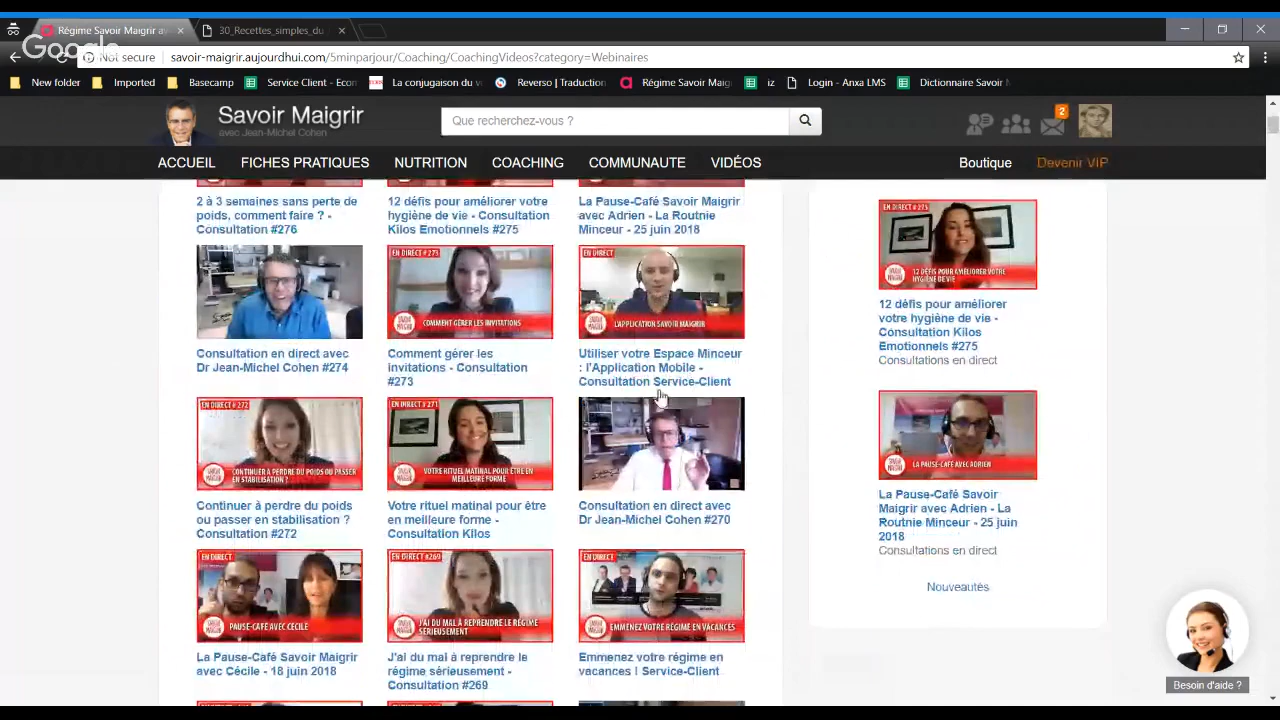 Régime Savoir Maigrir av
30_Recettes_simples_du
Google
Not secure
savoir-maigrir.aujourdhui.com/5minparjour/Coaching/CoachingVideos?category=Webinaires
New folder
Imported
Basecamp
Service Client - Econ
La conjugaison du v
Reverso | Traduction
Régime Savoir Maigr
iz
Login - Anxa LMS
Dictionnaire Savoir
Savoir Maigrir
avec Jean-Michel Cohen
Que recherchez-vous ?
2
ACCUEIL
FICHES PRATIQUES
NUTRITION
COACHING
COMMUNAUTE
VIDÉOS
Boutique
Devenir VIP
2 à 3 semaines sans perte de
poids, comment faire ? -
Consultation #276
12 défis pour améliorer votre
hygiène de vie - Consultation
Kilos Emotionnels #275
La Pause-Café Savoir Maigrir
avec Adrien - La Routnie
Minceur - 25 juin 2018
Consultation en direct avec
Dr Jean-Michel Cohen #274
EN DIRECT #273
COMMENT GÉRER LES INVITATIONS
Comment gérer les
invitations - Consultation
#273
EN DIRECT
L'APPLICATION SAVOIR MAIGRIR
Utiliser votre Espace Minceur
: l'Application Mobile -
Consultation Service-Client
EN DIRECT # 272
CONTINUER À PERDRE DU POIDS OU PASSER
EN STABILISATION ?
Continuer à perdre du poids
ou passer en stabilisation ?
Consultation #272
EN DIRECT #271
VOTRE RITUEL MATINAL POUR ÊTRE EN
MEILLEURE FORME
Votre rituel matinal pour être
en meilleure forme -
Consultation Kilos
Consultation en direct avec
Dr Jean-Michel Cohen #270
EN DIRECT
PAUSE-CAFÉ AVEC CÉCILE
La Pause-Café Savoir Maigrir
avec Cécile - 18 juin 2018
EN DIRECT #269
J'AI DU MAL À REPRENDRE LE RÉGIME
SÉRIEUSEMENT
J'ai du mal à reprendre le
régime sérieusement -
Consultation #269
EN DIRECT
EMMENEZ VOTRE RÉGIME EN VACANCES
Emmenez votre régime en
vacances ! Service-Client
EN DIRECT # 275
12 DÉFIS POUR AMÉLIORER VOTRE
HYGIÈNE DE VIE
12 défis pour améliorer
votre hygiène de vie -
Consultation Kilos
Emotionnels #275
Consultations en direct
LA PAUSE-CAFÉ AVEC ADRIEN
La Pause-Café Savoir
Maigrir avec Adrien - La
Routnie Minceur - 25 juin
2018
Consultations en direct
Nouveautés
Besoin d'aide ?